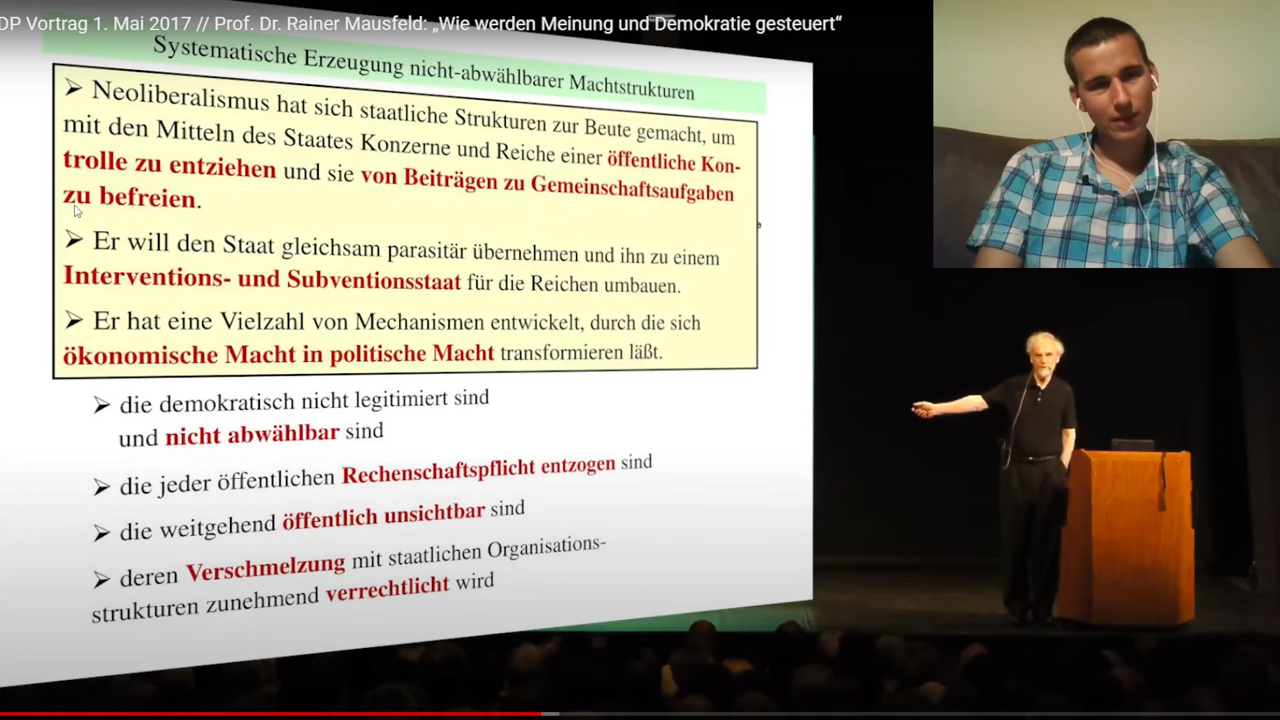 DP Vortrag 1. Mai 2017 // Prof. Dr. Rainer Mausfeld: „Wie werden Meinung und Demokratie gesteuert“
Systematische Erzeugung nicht-abwählbarer Machtstrukturen
➢ Neoliberalismus hat sich staatliche Strukturen zur Beute gemacht, um
mit den Mitteln des Staates Konzerne und Reiche einer öffentliche Kon-
trolle zu entziehen und sie von Beiträgen zu Gemeinschaftsaufgaben
zu befreien.
➢ Er will den Staat gleichsam parasitär übernehmen und ihn zu einem
Interventions- und Subventionsstaat für die Reichen umbauen.
➢ Er hat eine Vielzahl von Mechanismen entwickelt, durch die sich
ökonomische Macht in politische Macht transformieren läßt.
➢ die demokratisch nicht legitimiert sind
und nicht abwählbar sind
➢ die jeder öffentlichen Rechenschaftspflicht entzogen sind
➢ die weitgehend öffentlich unsichtbar sind
➢ deren Verschmelzung mit staatlichen Organisations-
strukturen zunehmend verrechtlicht wird